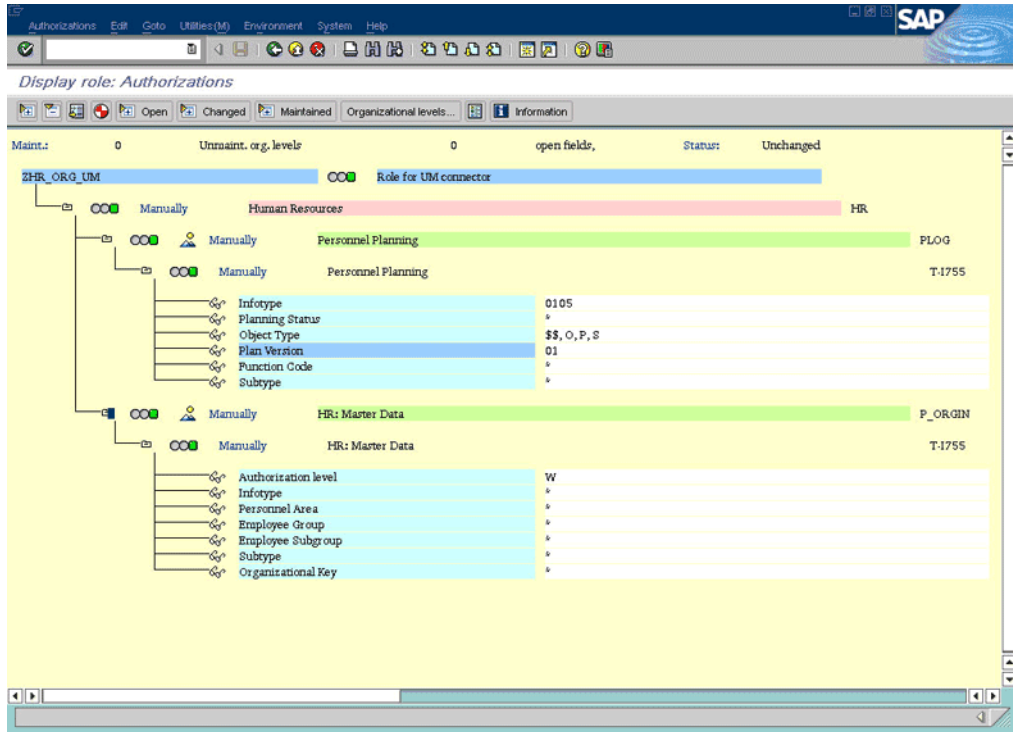 Authorizations Edit Goto Utilities(M) Environment System Help
SAP
Display role: Authorizations
Open Changed Maintained Organizational levels... Information
Maint.: 0 Unmaint. org. levels 0 open fields, Status: Unchanged
ZHR_ORG_UM Role for UM connector
Manually Human Resources HR
Manually Personnel Planning PLOG
Manually Personnel Planning T-I755
Infotype 0105
Planning Status *
Object Type $$,O,P,S
Plan Version 01
Function Code *
Subtype *
Manually HR: Master Data P_ORGIN
Manually HR: Master Data T-I755
Authorization level W
Infotype *
Personnel Area *
Employee Group *
Employee Subgroup *
Subtype *
Organizational Key *